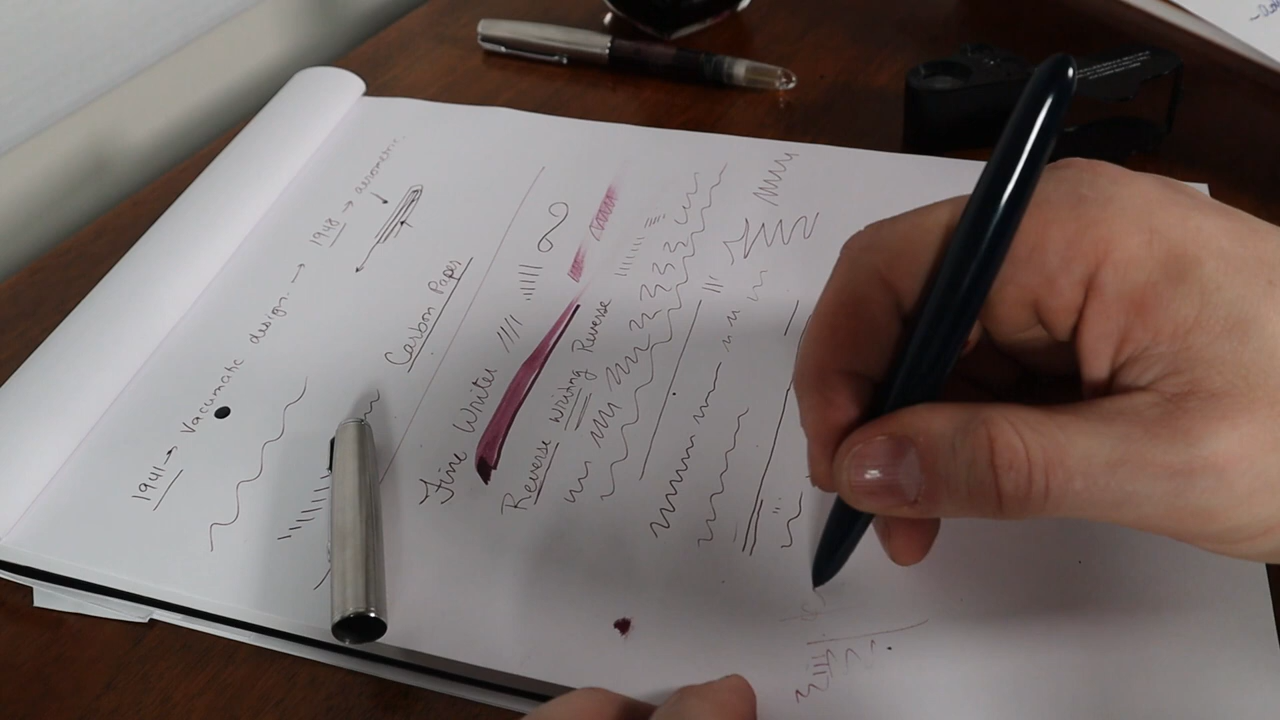 1941 → Vacumatic design. → 1948 → aerometric.
Carbon Paper
Fine Writer
Reverse Writing Reverse